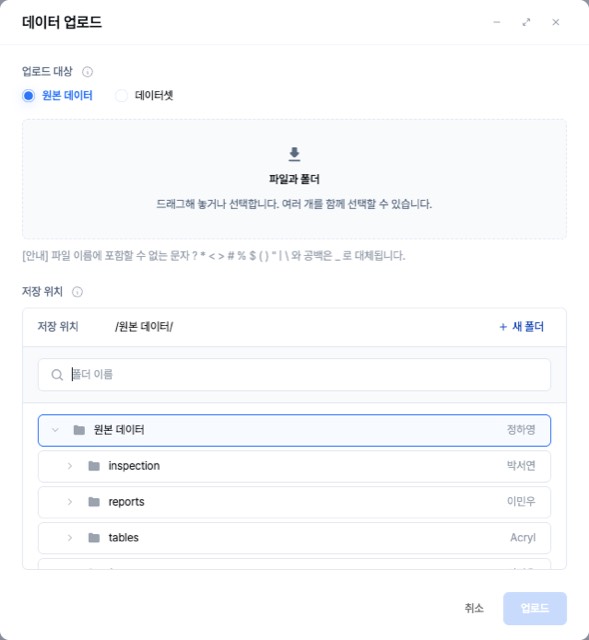 데이터 업로드
업로드 대상
원본 데이터 데이터셋
파일과 폴더
드래그해 놓거나 선택합니다. 여러 개를 함께 선택할 수 있습니다.
[안내] 파일 이름에 포함할 수 없는 문자 ? * < > # % $ ( ) " | \ 와 공백은 _ 로 대체됩니다.
저장 위치
저장 위치 /원본 데이터/ + 새 폴더
폴더 이름
원본 데이터 정하영
inspection 박서연
reports 이민우
tables Acryl
취소 업로드